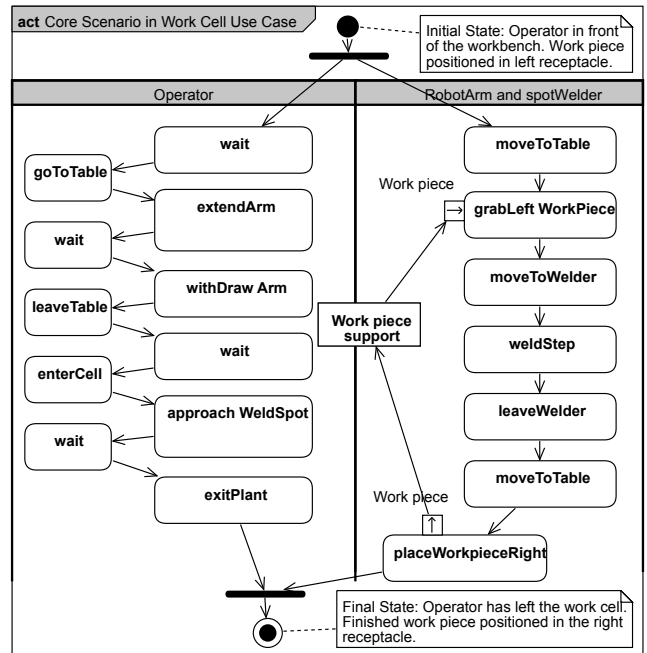 act Core Scenario in Work Cell Use Case
Initial State: Operator in front
of the workbench. Work piece
positioned in left receptacle.
Operator
RobotArm and spotWelder
wait
goToTable
extendArm
wait
withDraw Arm
leaveTable
wait
enterCell
approach WeldSpot
wait
exitPlant
moveToTable
Work piece
grabLeft WorkPiece
moveToWelder
Work piece
support
weldStep
leaveWelder
moveToTable
Work piece
placeWorkpieceRight
Final State: Operator has left the work cell.
Finished work piece positioned in the right
receptacle.